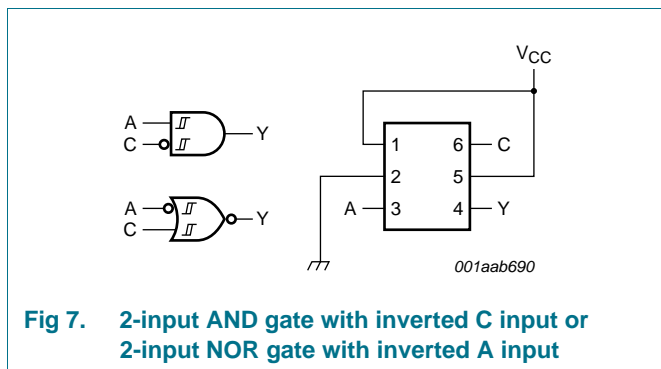 V_CC
A
C
Y
A
C
Y
1 6 C
2 5
A 3 4 Y
001aab690
Fig 7. 2-input AND gate with inverted C input or
2-input NOR gate with inverted A input